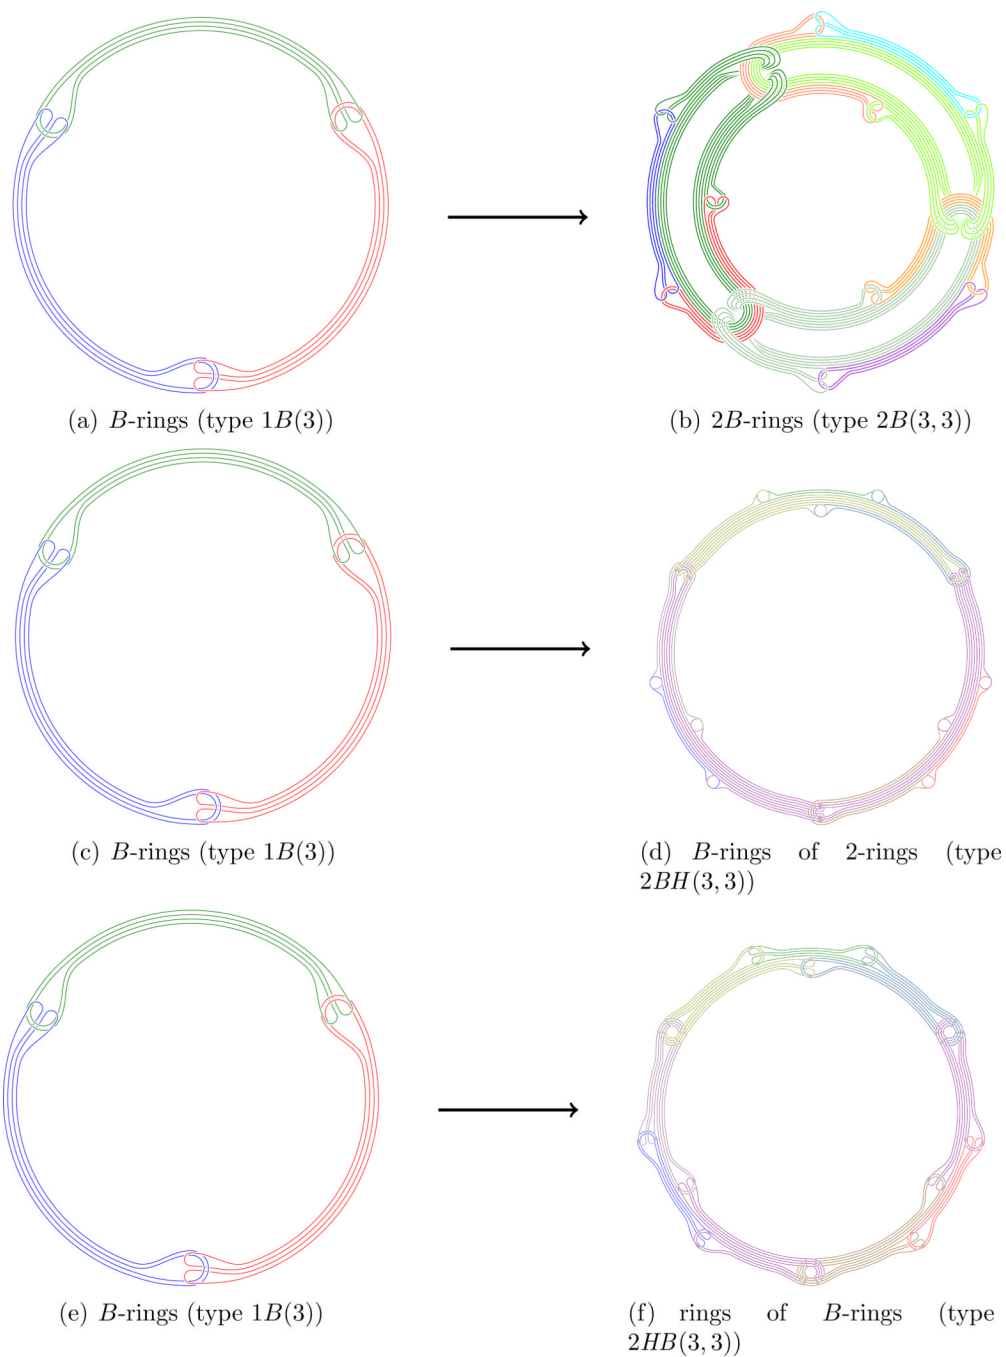 (a) B-rings (type 1B(3))
(b) 2B-rings (type 2B(3, 3))
(c) B-rings (type 1B(3))
(d) B-rings of 2-rings (type
2BH(3, 3))
(e) B-rings (type 1B(3))
(f) rings of B-rings (type
2HB(3, 3))